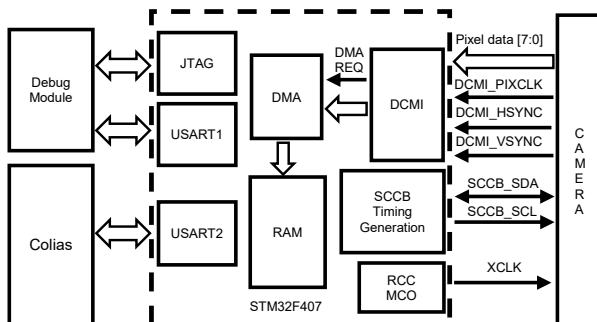 Debug
Module
Colias
JTAG
USART1
USART2
DMA
RAM
STM32F407
DMA
REQ
DCMI
SCCB
Timing
Generation
RCC
MCO
Pixel data [7:0]
DCMI_PIXCLK
DCMI_HSYNC
DCMI_VSYNC
SCCB_SDA
SCCB_SCL
XCLK
CAMERA